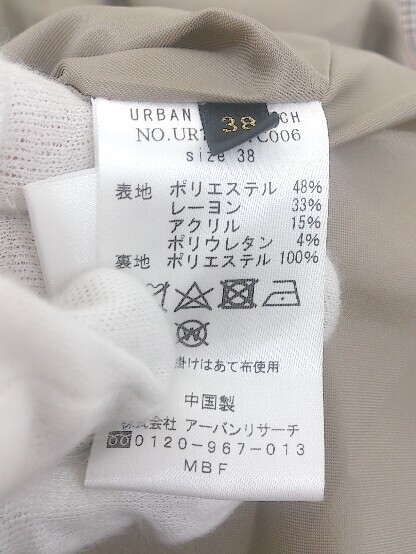 URBAN CH
38
NO.UR C006
size 38
表地 ポリエステル 48%
レーヨン 33%
アクリル 15%
ポリウレタン 4%
裏地 ポリエステル 100%
掛けはあて布使用
中国製
株式会社 アーバンリサーチ
0120-967-013
MBF